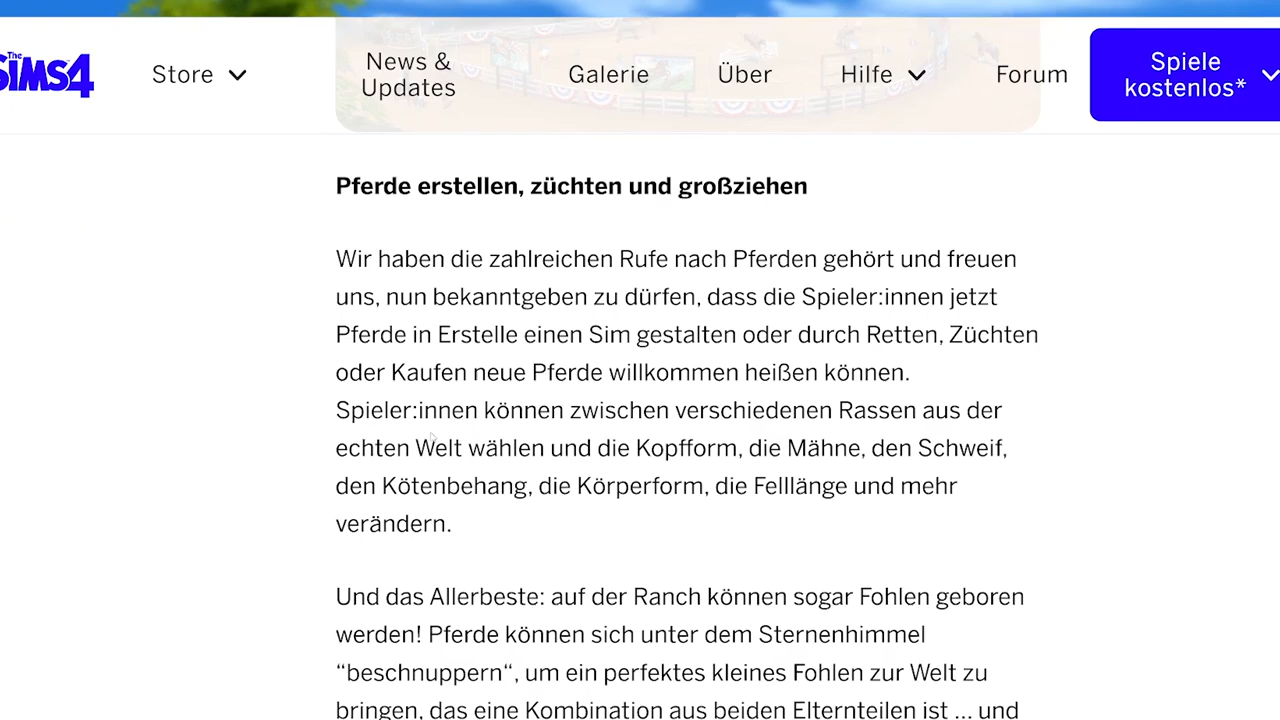 The SiMS4
Store
News & Updates
Galerie
Über
Hilfe
Forum
Spiele kostenlos*
Pferde erstellen, züchten und großziehen
Wir haben die zahlreichen Rufe nach Pferden gehört und freuen
uns, nun bekanntgeben zu dürfen, dass die Spieler:innen jetzt
Pferde in Erstelle einen Sim gestalten oder durch Retten, Züchten
oder Kaufen neue Pferde willkommen heißen können.
Spieler:innen können zwischen verschiedenen Rassen aus der
echten Welt wählen und die Kopfform, die Mähne, den Schweif,
den Kötenbehang, die Körperform, die Felllänge und mehr
verändern.
Und das Allerbeste: auf der Ranch können sogar Fohlen geboren
werden! Pferde können sich unter dem Sternenhimmel
“beschnuppern“, um ein perfektes kleines Fohlen zur Welt zu
bringen, das eine Kombination aus beiden Elternteilen ist ... und